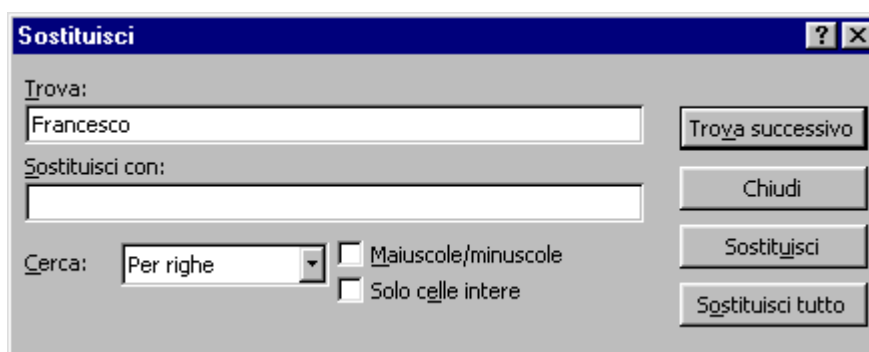 Sostituisci
Trova:
Francesco
Trova successivo
Sostituisci con:
Chiudi
Cerca:
Per righe
Maiuscole/minuscole
Sostituisci
Solo celle intere
Sostituisci tutto